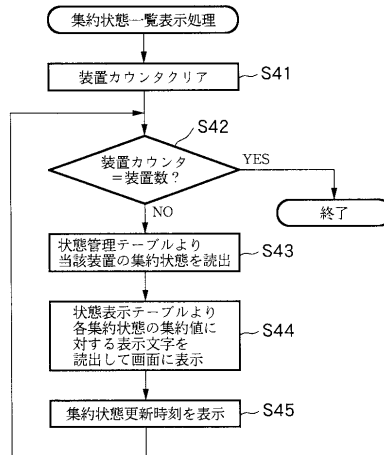 集約状態一覧表示処理
装置カウンタクリア
S41
S42
装置カウンタ
=装置数?
YES
終了
NO
状態管理テーブルより
当該装置の集約状態を読出
S43
状態表示テーブルより
各集約状態の集約値に
対する表示文字を
読出して画面に表示
S44
集約状態更新時刻を表示
S45